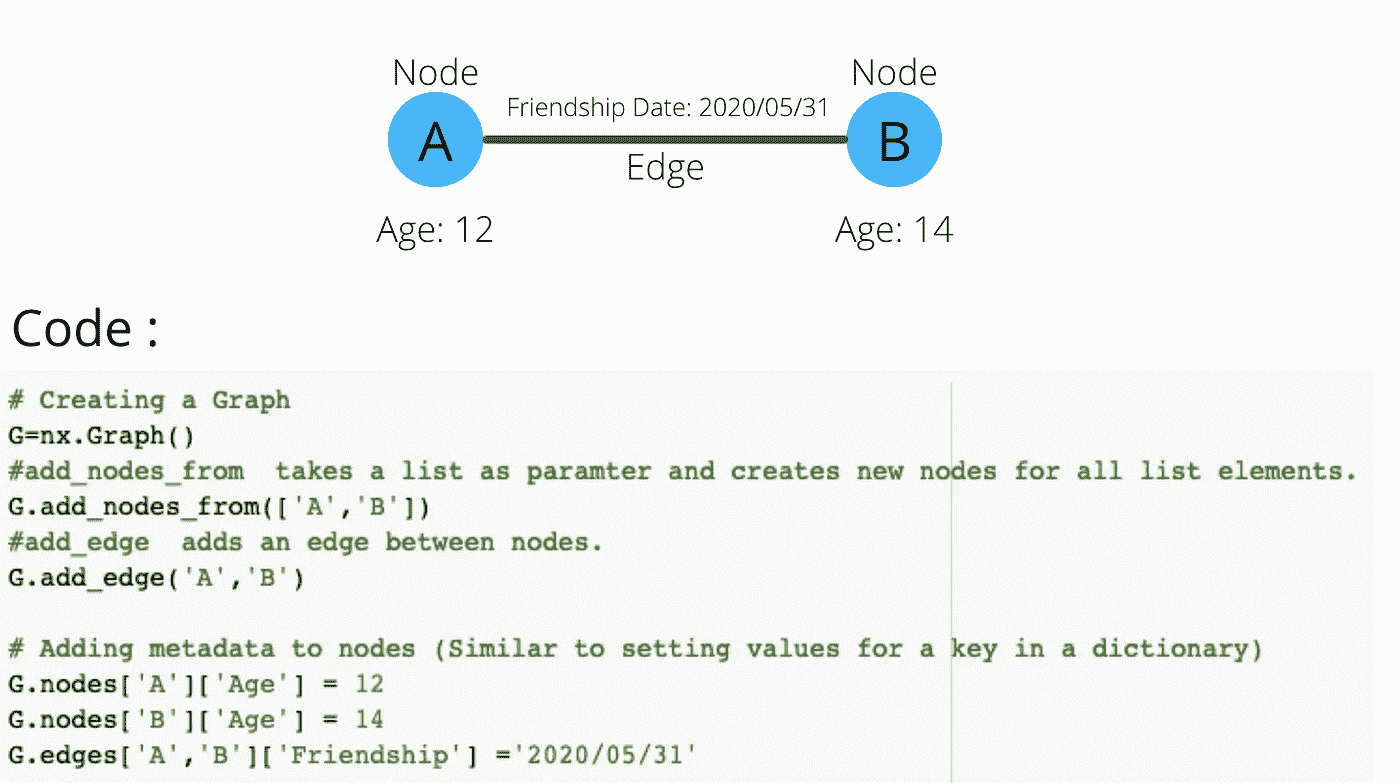 Node Node
Friendship Date: 2020/05/31
A B
Edge
Age: 12 Age: 14
Code :
# Creating a Graph
G=nx.Graph()
#add_nodes_from  takes a list as paramter and creates new nodes for all list elements.
G.add_nodes_from(['A','B'])
#add_edge  adds an edge between nodes.
G.add_edge('A','B')
# Adding metadata to nodes (Similar to setting values for a key in a dictionary)
G.nodes['A']['Age'] = 12
G.nodes['B']['Age'] = 14
G.edges['A','B']['Friendship'] ='2020/05/31'